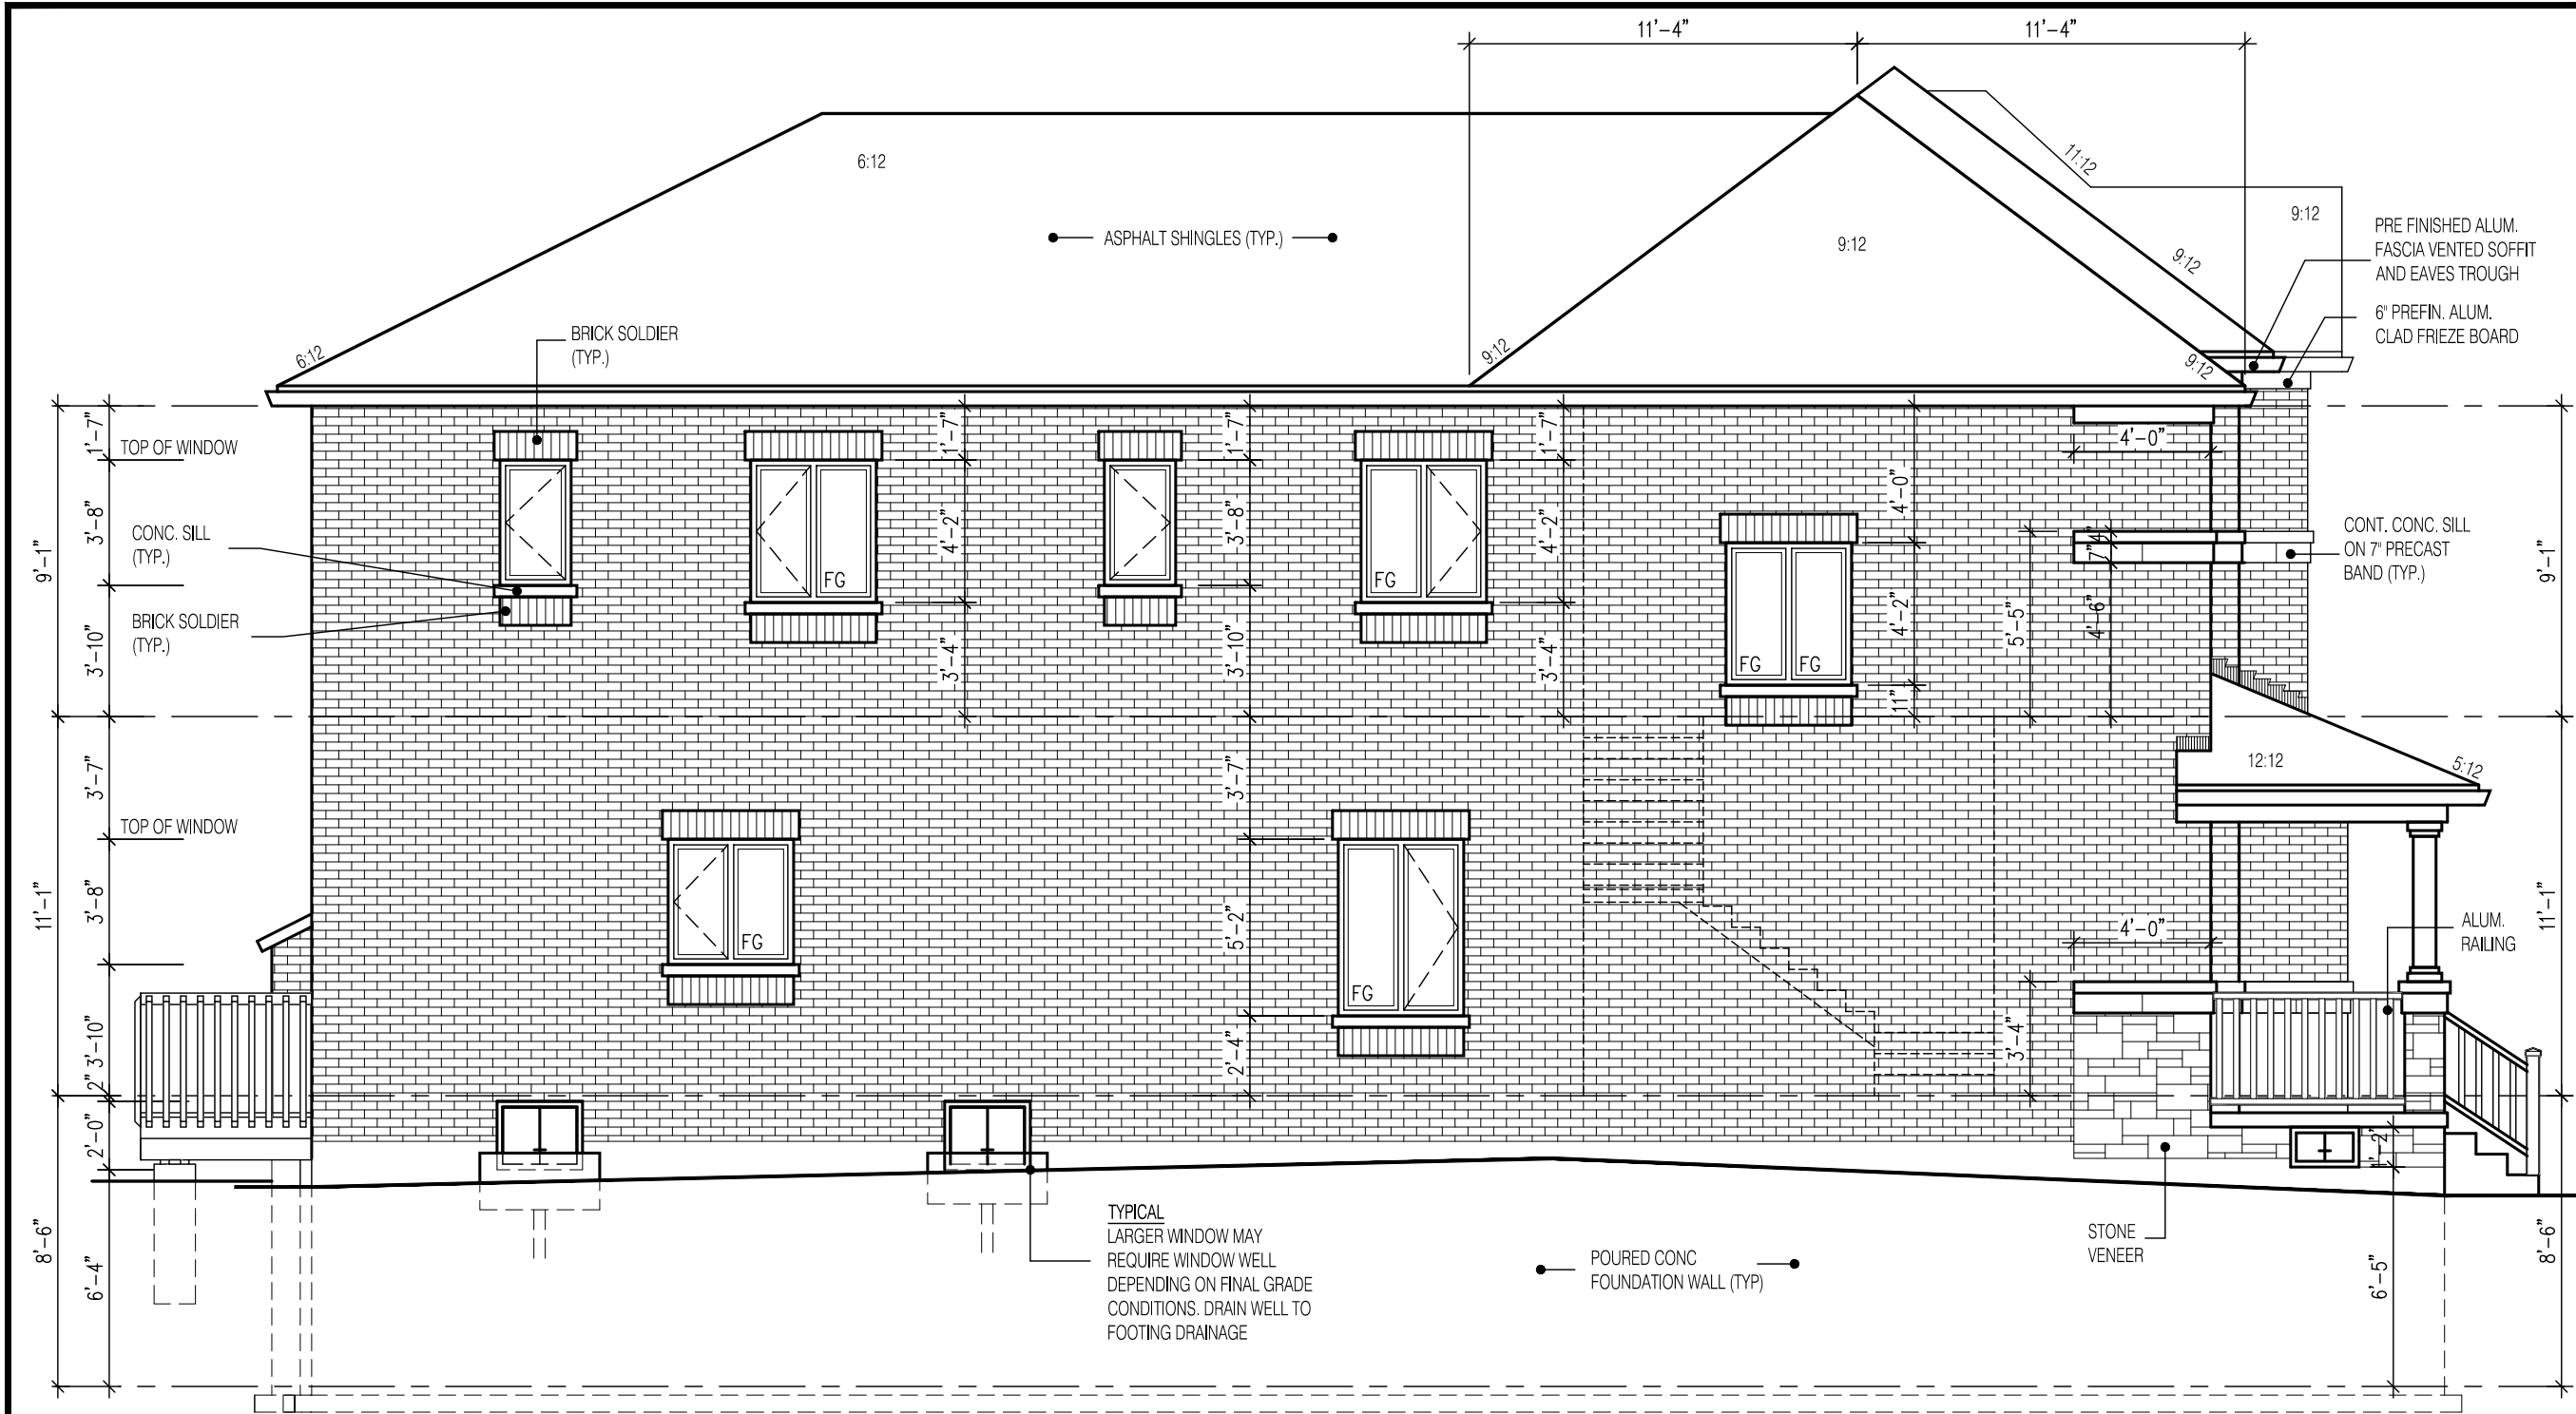 11'-4"
11'-4"
6:12
11:12
9:12
ASPHALT SHINGLES (TYP.)
9:12
9:12
PRE FINISHED ALUM.
FASCIA VENTED SOFFIT
AND EAVES TROUGH
6" PREFIN. ALUM.
CLAD FRIEZE BOARD
BRICK SOLDIER
(TYP.)
6:12
9:12
9:12
1'-7"
TOP OF WINDOW
3'-8"
9'-1"
CONC. SILL
(TYP.)
BRICK SOLDIER
(TYP.)
3'-10"
FG
1'-7"
4'-2"
3'-4"
1'-7"
3'-8"
3'-10"
FG
1'-7"
4'-2"
3'-4"
FG
FG
4'-0"
4'-2"
11"
5'-5"
4'-0"
4"
7"
4'-6"
CONT. CONC. SILL
ON 7" PRECAST
BAND (TYP.)
9'-1"
3'-7"
TOP OF WINDOW
3'-8"
11'-1"
3'-10"
2"
FG
3'-7"
5'-2"
2'-4"
FG
12:12
5:12
4'-0"
3'-4"
ALUM.
RAILING
11'-1"
2'-0"
8'-6"
6'-4"
TYPICAL
LARGER WINDOW MAY
REQUIRE WINDOW WELL
DEPENDING ON FINAL GRADE
CONDITIONS. DRAIN WELL TO
FOOTING DRAINAGE
POURED CONC
FOUNDATION WALL (TYP)
STONE
VENEER
1'-2"
6'-5"
8'-6"